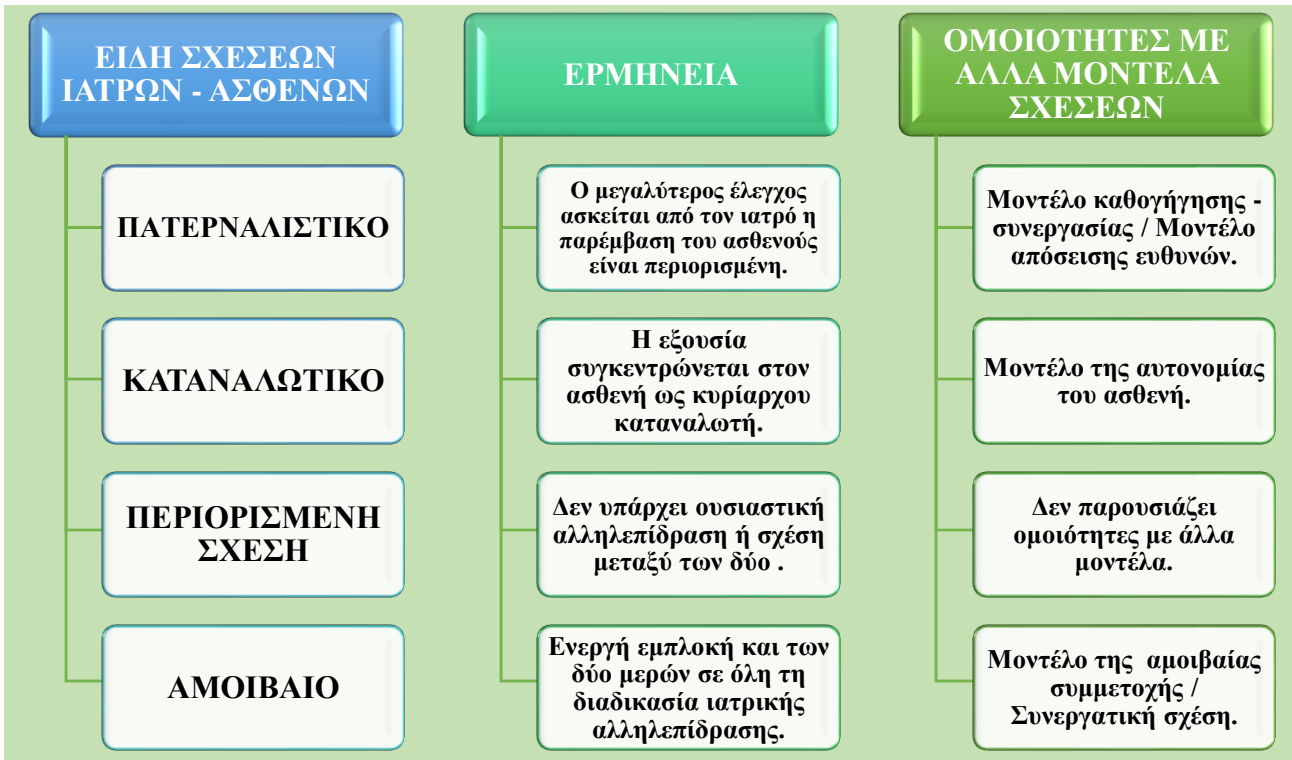 ΕΙΔΗ ΣΧΕΣΕΩΝ
ΙΑΤΡΩΝ - ΑΣΘΕΝΩΝ
ΠΑΤΕΡΝΑΛΙΣΤΙΚΟ
ΚΑΤΑΝΑΛΩΤΙΚΟ
ΠΕΡΙΟΡΙΣΜΕΝΗ
ΣΧΕΣΗ
ΑΜΟΙΒΑΙΟ
ΕΡΜΗΝΕΙΑ
Ο μεγαλύτερος έλεγχος
ασκείται από τον ιατρό η
παρέμβαση του ασθενούς
είναι περιορισμένη.
Η εξουσία
συγκεντρώνεται στον
ασθενή ως κυρίαρχου
καταναλωτή.
Δεν υπάρχει ουσιαστική
αλληλεπίδραση ή σχέση
μεταξύ των δύο .
Ενεργή εμπλοκή και των
δύο μερών σε όλη τη
διαδικασία ιατρικής
αλληλεπίδρασης.
ΟΜΟΙΟΤΗΤΕΣ ΜΕ
ΑΛΛΑ ΜΟΝΤΕΛΑ
ΣΧΕΣΕΩΝ
Μοντέλο καθογήγησης -
συνεργασίας / Μοντέλο
απόσεισης ευθυνών.
Μοντέλο της αυτονομίας
του ασθενή.
Δεν παρουσιάζει
ομοιότητες με άλλα
μοντέλα.
Μοντέλο της αμοιβαίας
συμμετοχής /
Συνεργατική σχέση.